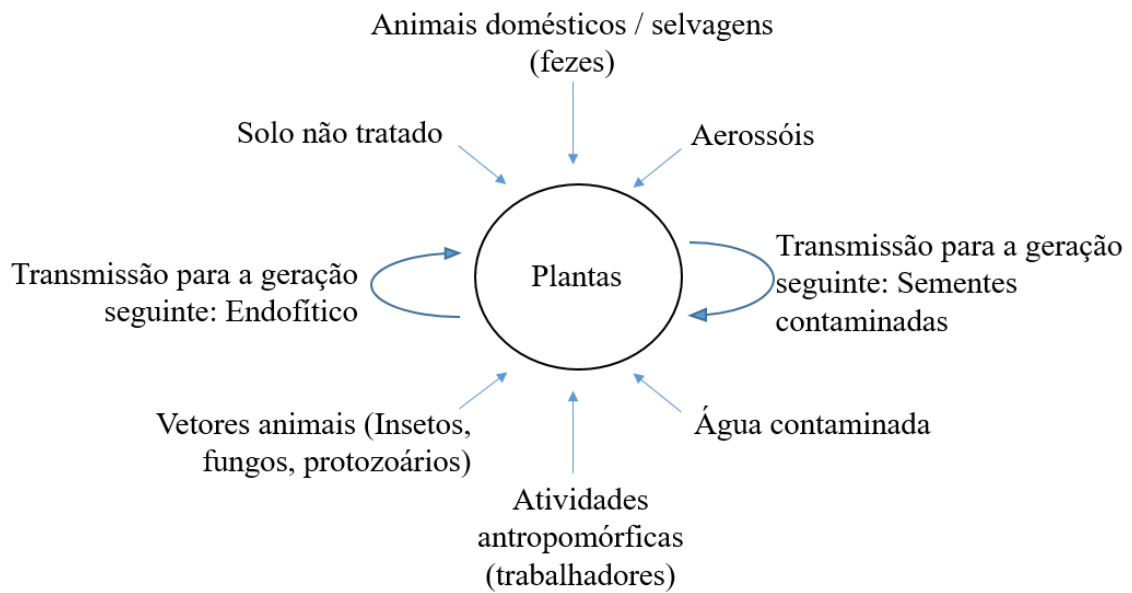 Animais domésticos / selvagens
(fezes)
Solo não tratado
Aerossóis
Transmissão para a geração
seguinte: Endofítico
Plantas
Transmissão para a geração
seguinte: Sementes
contaminadas
Vetores animais (Insetos,
fungos, protozoários)
Água contaminada
Atividades
antropomórficas
(trabalhadores)